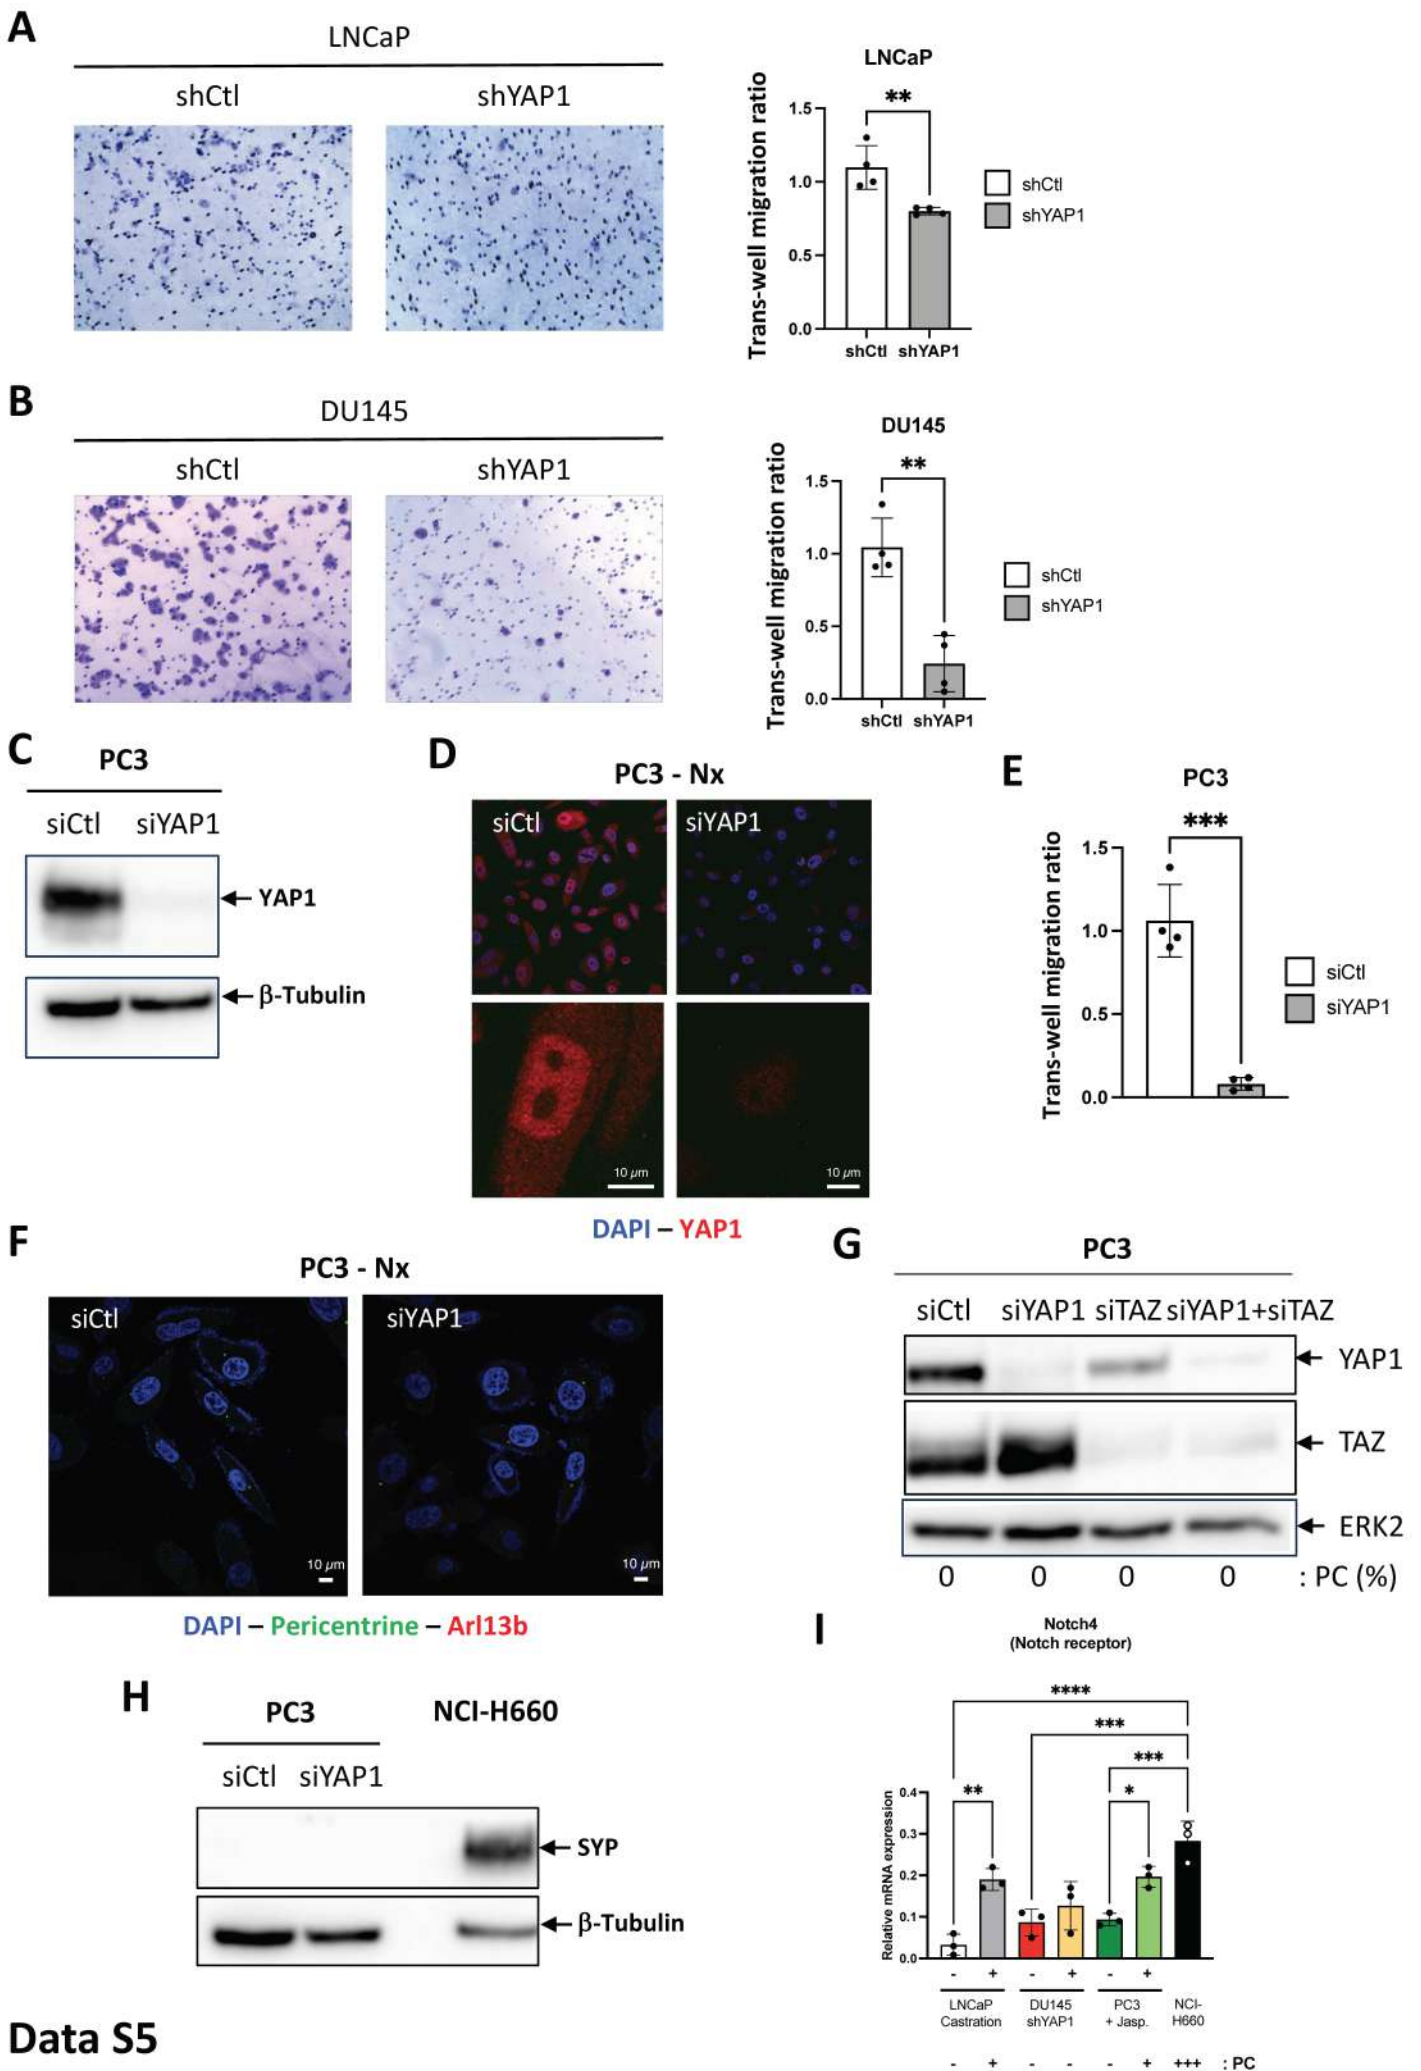 A
LNCaP
shCtl shYAP1
LNCaP
**
Trans-well migration ratio
1.5
1.0
0.5
0.0
shCtl shYAP1
shCtl
shYAP1
B
DU145
shCtl shYAP1
DU145
**
Trans-well migration ratio
1.5
1.0
0.5
0.0
shCtl shYAP1
shCtl
shYAP1
C
PC3
siCtl siYAP1
YAP1
β-Tubulin
D
PC3 - Nx
siCtl siYAP1
10 µm 10 µm
DAPI – YAP1
E
PC3
***
Trans-well migration ratio
1.5
1.0
0.5
0.0
siCtl
siYAP1
F
PC3 - Nx
siCtl siYAP1
10 µm 10 µm
DAPI – Pericentrine – Arl13b
G
PC3
siCtl siYAP1 siTAZ siYAP1+siTAZ
YAP1
TAZ
ERK2
0 0 0 0 : PC (%)
H
PC3 NCI-H660
siCtl siYAP1
SYP
β-Tubulin
I
Notch4
(Notch receptor)
****
***
***
** *
Relative mRNA expression
0.4
0.3
0.2
0.1
0.0
- + - + - +
LNCaP DU145 PC3 NCI-
Castration shYAP1 + Jasp. H660
- + - - - + +++ : PC
Data S5